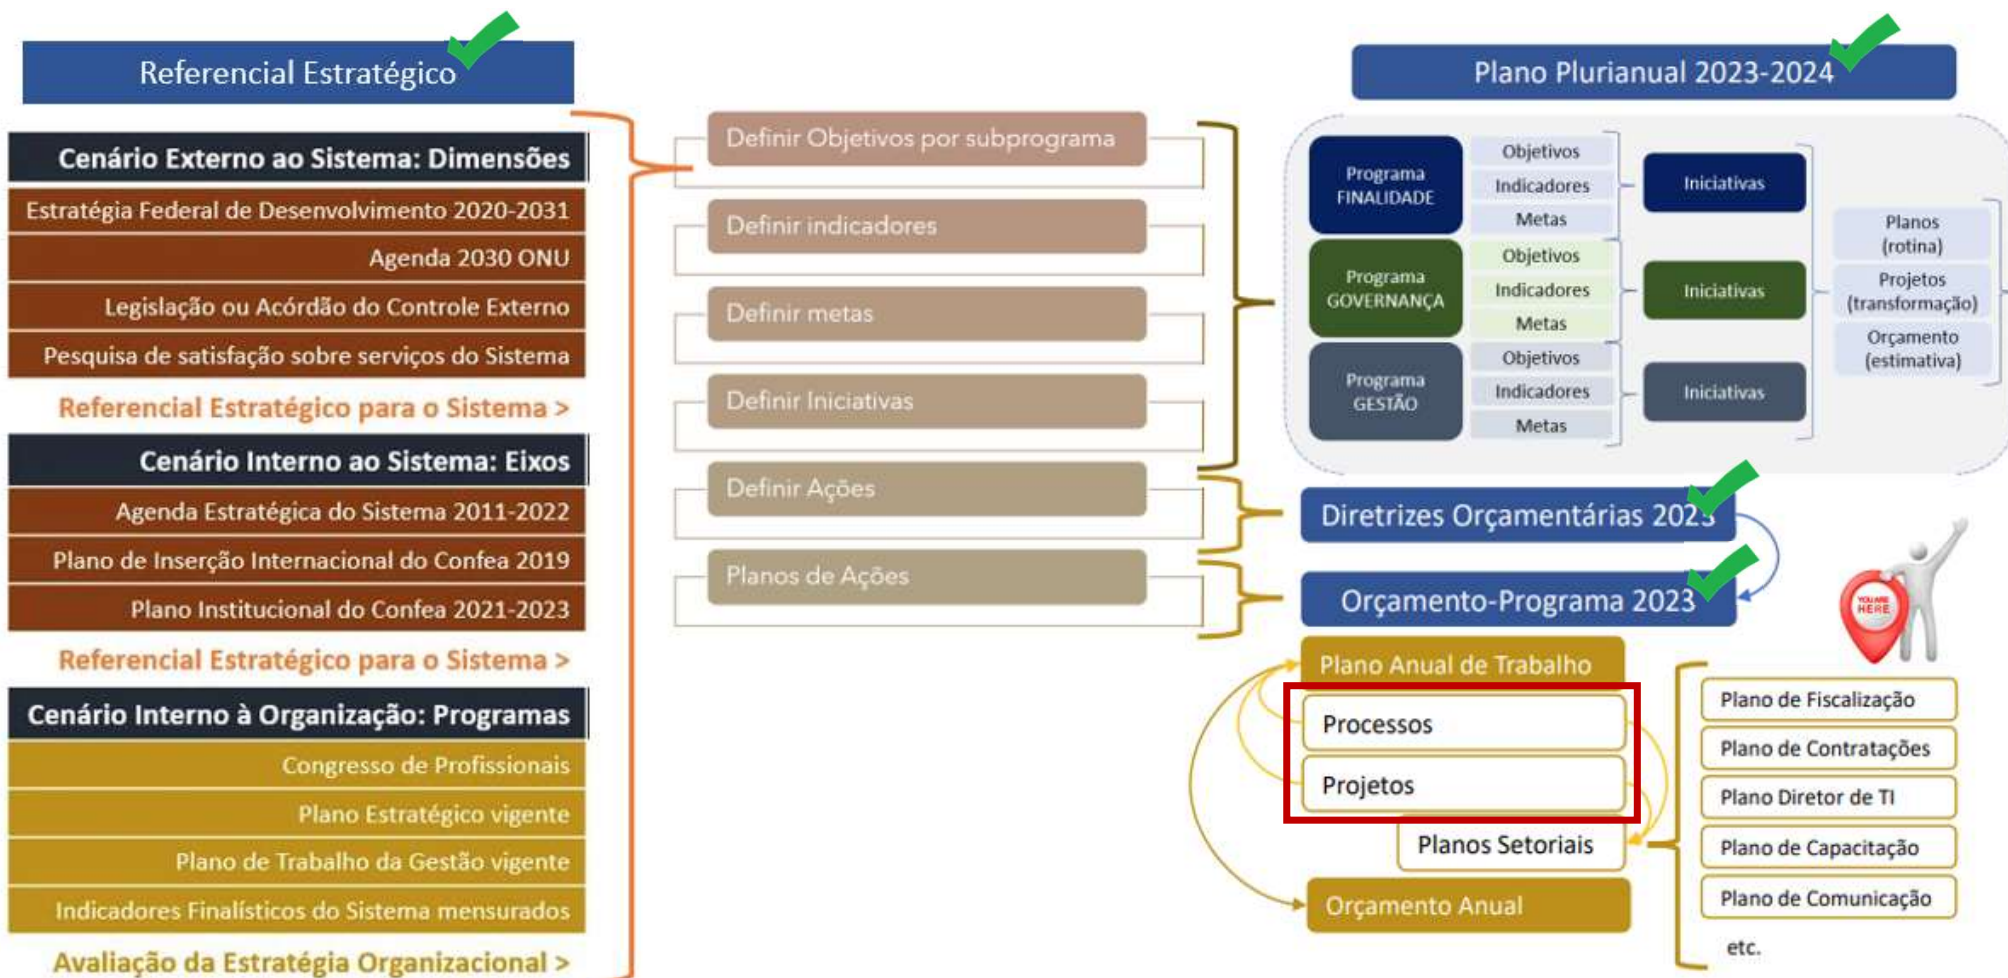 Referencial Estratégico
Cenário Externo ao Sistema: Dimensões
Estratégia Federal de Desenvolvimento 2020-2031
Agenda 2030 ONU
Legislação ou Acórdão do Controle Externo
Pesquisa de satisfação sobre serviços do Sistema
Referencial Estratégico para o Sistema >
Cenário Interno ao Sistema: Eixos
Agenda Estratégica do Sistema 2011-2022
Plano de Inserção Internacional do Confea 2019
Plano Institucional do Confea 2021-2023
Referencial Estratégico para o Sistema >
Cenário Interno à Organização: Programas
Congresso de Profissionais
Plano Estratégico vigente
Plano de Trabalho da Gestão vigente
Indicadores Finalísticos do Sistema mensurados
Avaliação da Estratégia Organizacional >
Definir Objetivos por subprograma
Definir indicadores
Definir metas
Definir Iniciativas
Definir Ações
Planos de Ações
Plano Plurianual 2023-2024
Programa
FINALIDADE
Objetivos
Indicadores
Metas
Iniciativas
Programa
GOVERNANÇA
Objetivos
Indicadores
Metas
Iniciativas
Programa
GESTÃO
Objetivos
Indicadores
Metas
Iniciativas
Planos
(rotina)
Projetos
(transformação)
Orçamento
(estimativa)
Diretrizes Orçamentárias 2023
Orçamento-Programa 2023
YOU ARE
HERE
Plano Anual de Trabalho
Processos
Projetos
Planos Setoriais
Orçamento Anual
Plano de Fiscalização
Plano de Contratações
Plano Diretor de TI
Plano de Capacitação
Plano de Comunicação
etc.